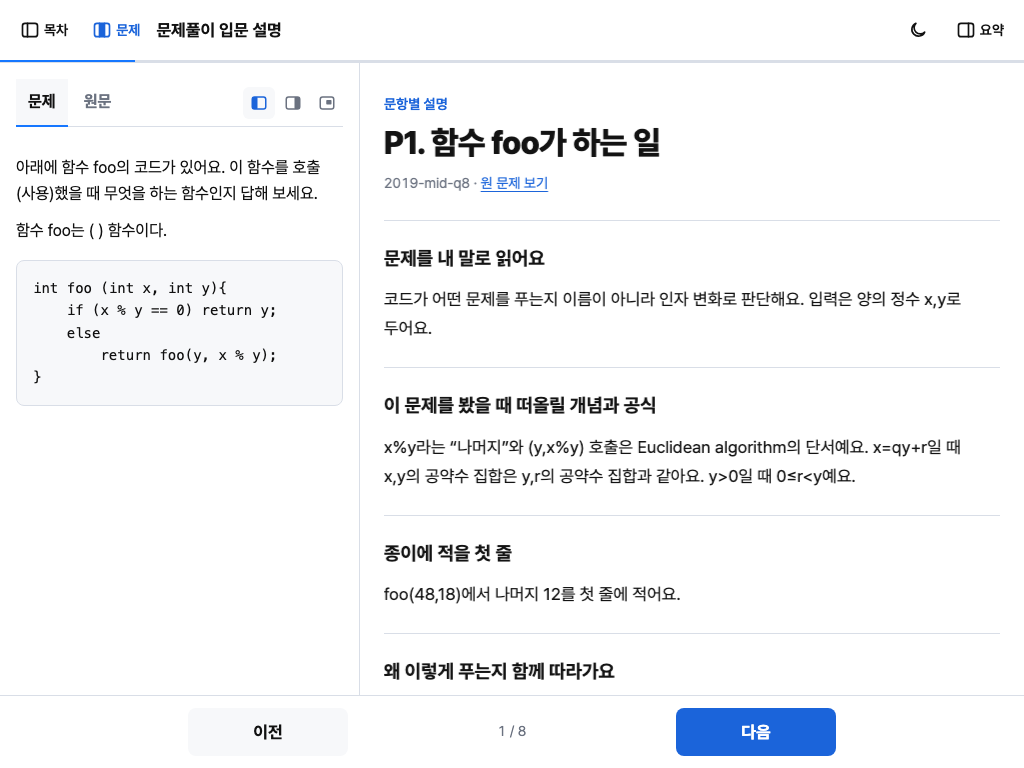 목차
문제
문제풀이 입문 설명
요약
문제
원문
아래에 함수 foo의 코드가 있어요. 이 함수를 호출
(사용)했을 때 무엇을 하는 함수인지 답해 보세요.
함수 foo는 ( ) 함수이다.
int foo (int x, int y){
    if (x % y == 0) return y;
    else
        return foo(y, x % y);
}
문항별 설명
P1. 함수 foo가 하는 일
2019-mid-q8 · 원 문제 보기
문제를 내 말로 읽어요
코드가 어떤 문제를 푸는지 이름이 아니라 인자 변화로 판단해요. 입력은 양의 정수 x,y로
두어요.
이 문제를 봤을 때 떠올릴 개념과 공식
x%y라는 “나머지”와 (y,x%y) 호출은 Euclidean algorithm의 단서예요. x=qy+r일 때
x,y의 공약수 집합은 y,r의 공약수 집합과 같아요. y>0일 때 0≤r<y예요.
종이에 적을 첫 줄
foo(48,18)에서 나머지 12를 첫 줄에 적어요.
왜 이렇게 푸는지 함께 따라가요
이전
1 / 8
다음